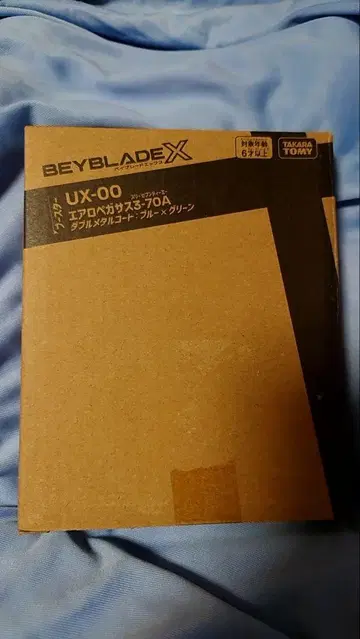 BEYBLADE X
ベイブレードエックス
対象年齢
6才以上
TAKARA
TOMY
ブースター
UX-00
エアロペガサス3-70A
ダブルメタルコート:ブルー×グリーン